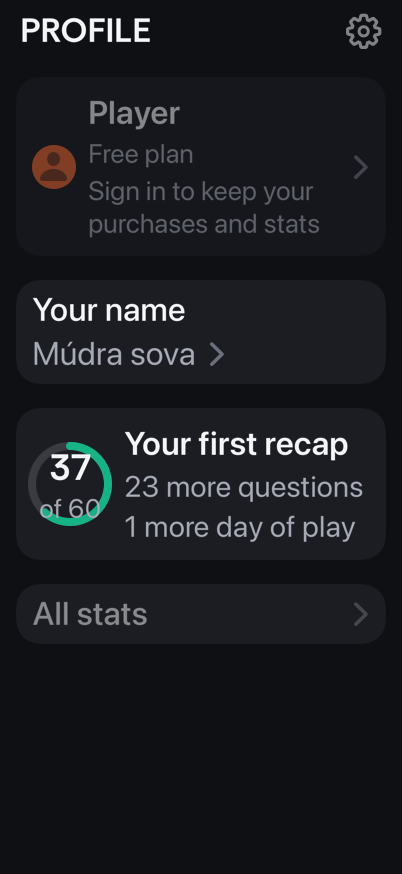 PROFILE
Player
Free plan
Sign in to keep your
purchases and stats
Your name
Múdra sova
37
of 60
Your first recap
23 more questions
1 more day of play
All stats